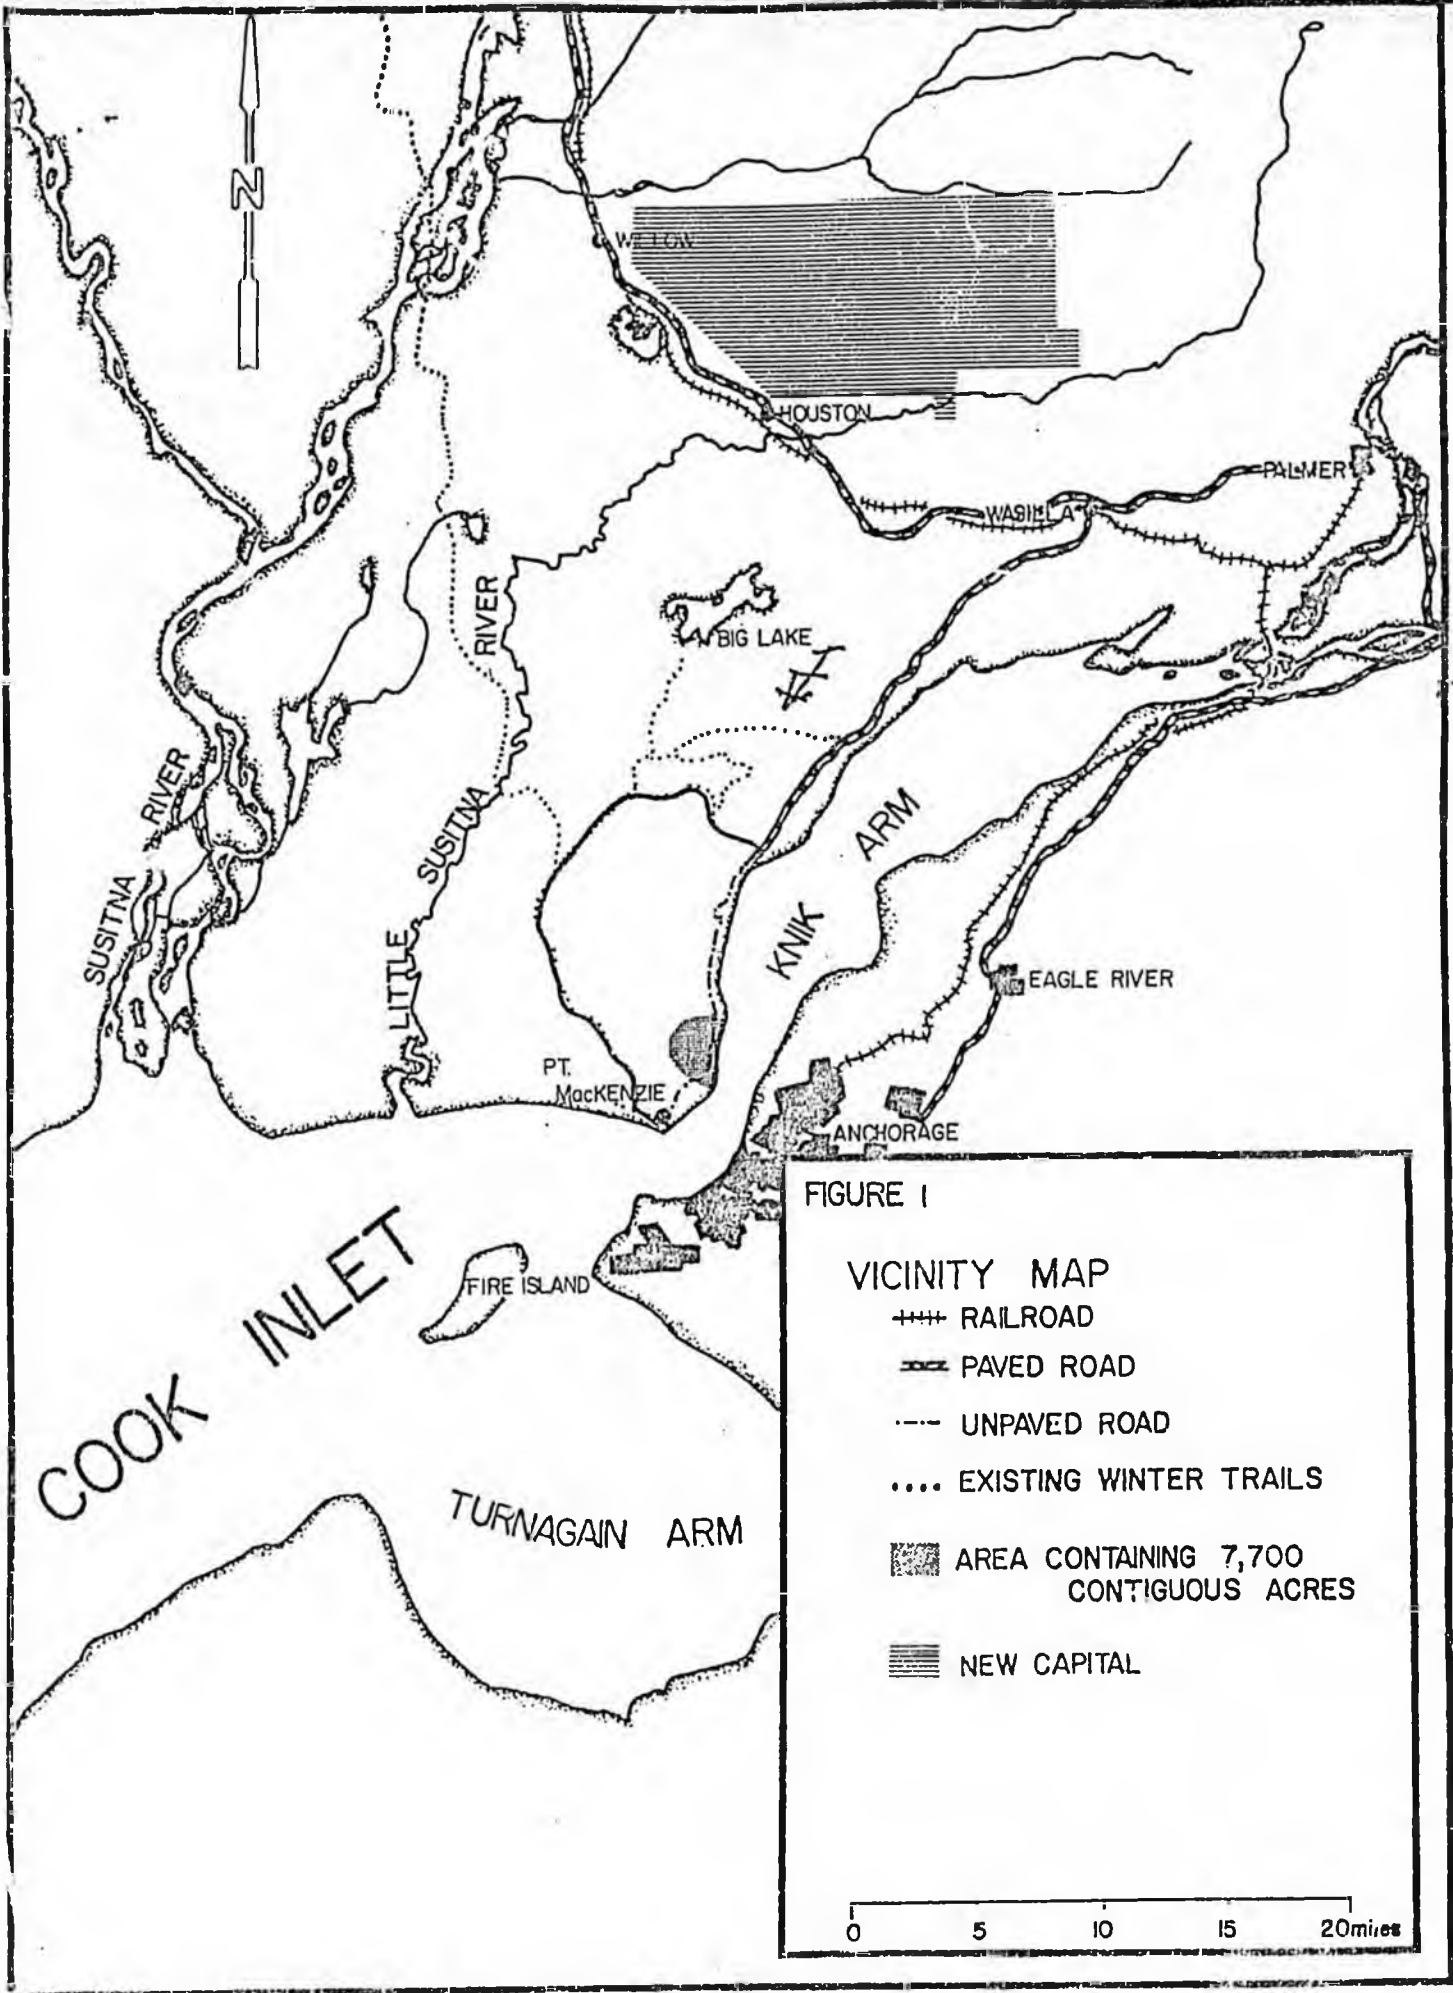 N
WILLOW
HOUSTON
PALMER
WASILLA
RIVER
BIG LAKE
RIVER
SUSITNA
SUSITNA
LITTLE
KNIK
ARM
EAGLE RIVER
PT.
MacKENZIE
ANCHORAGE
FIRE ISLAND
COOK INLET
TURNAGAIN ARM
FIGURE 1
VICINITY MAP
RAILROAD
PAVED ROAD
UNPAVED ROAD
EXISTING WINTER TRAILS
AREA CONTAINING 7,700
CONTIGUOUS ACRES
NEW CAPITAL
0 5 10 15 20miles